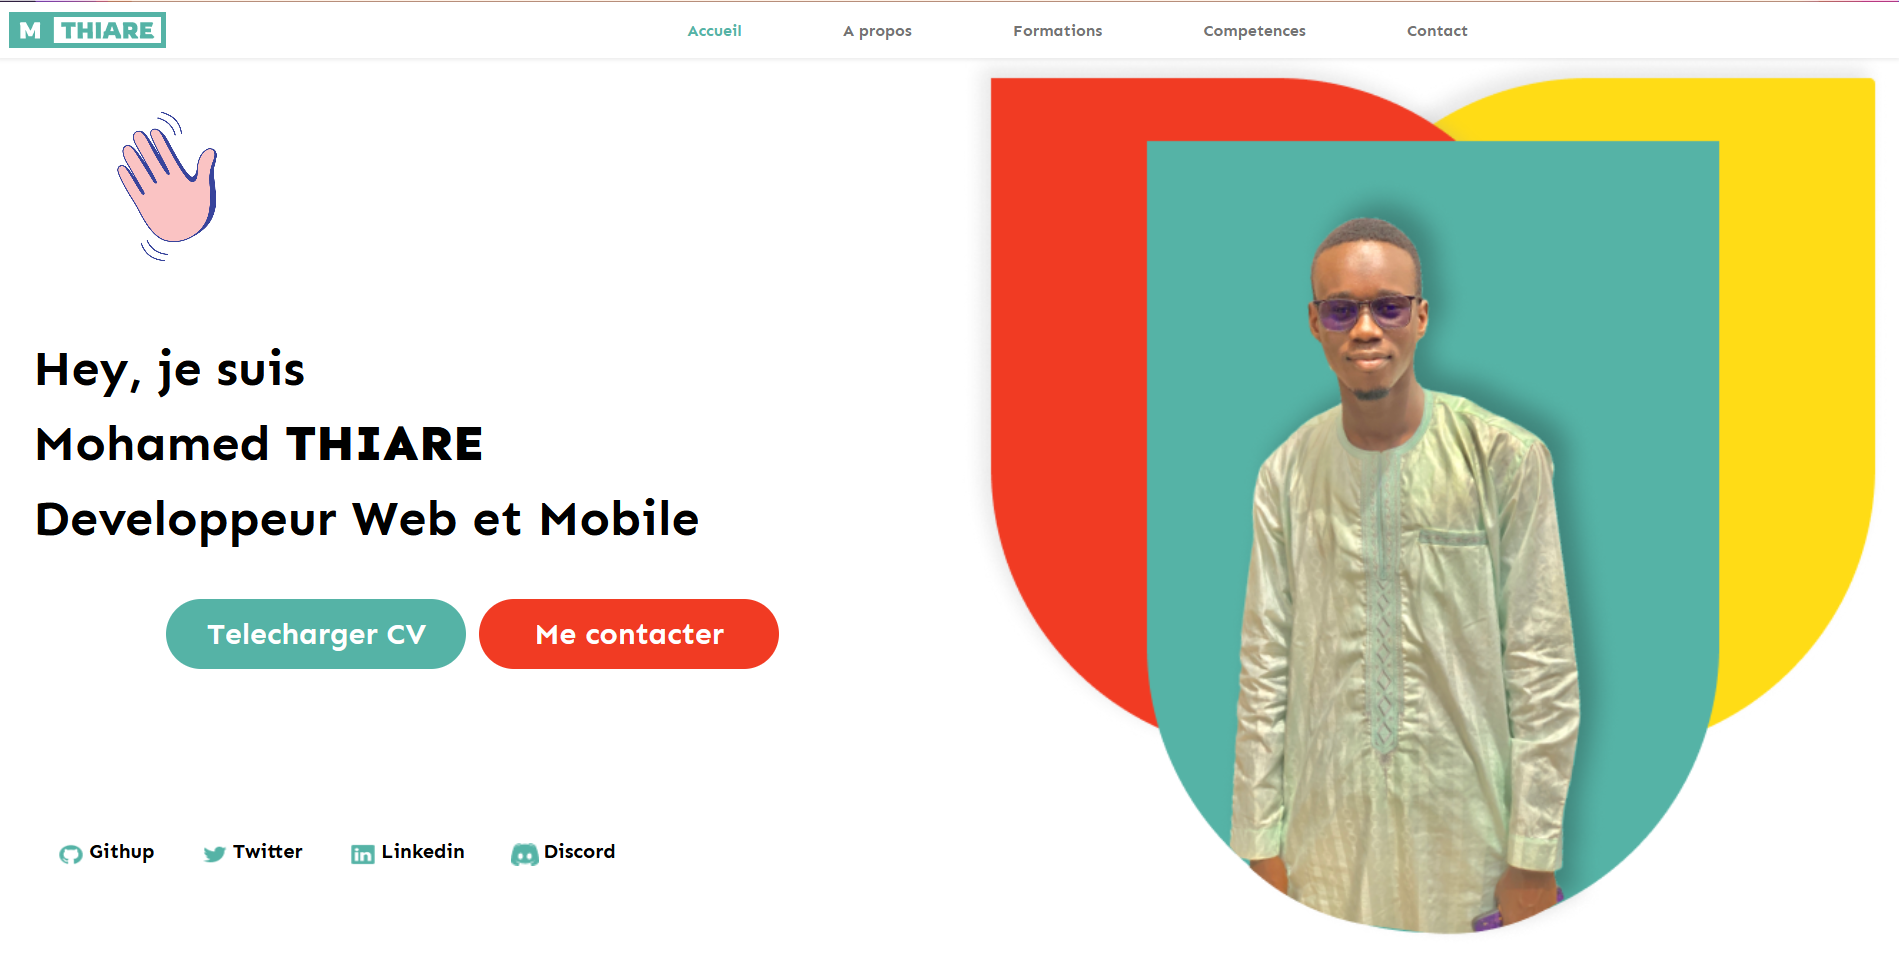 M THIARE
Accueil
A propos
Formations
Competences
Contact
Hey, je suis
Mohamed THIARE
Developpeur Web et Mobile
Telecharger CV
Me contacter
Githup
Twitter
Linkedin
Discord